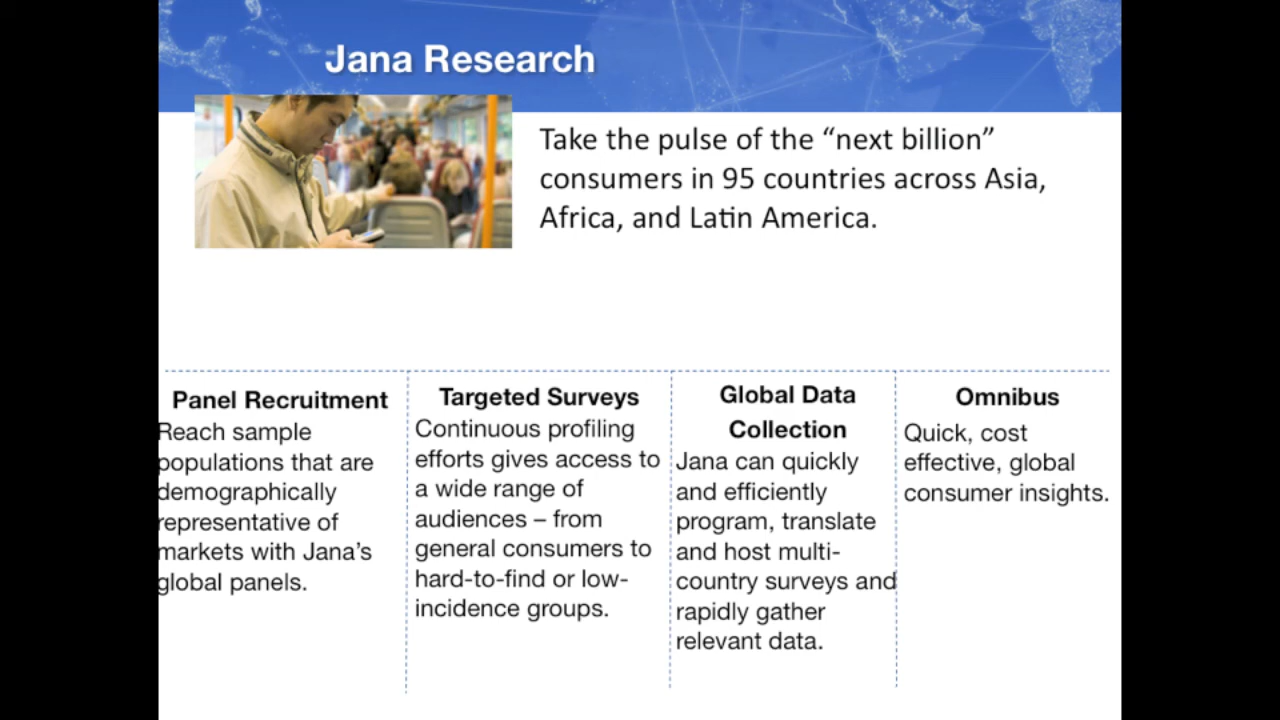 Jana Research
Take the pulse of the “next billion”
consumers in 95 countries across Asia,
Africa, and Latin America.
Panel Recruitment
Reach sample
populations that are
demographically
representative of
markets with Jana’s
global panels.
Targeted Surveys
Continuous profiling
efforts gives access to
a wide range of
audiences – from
general consumers to
hard-to-find or low-
incidence groups.
Global Data
Collection
Jana can quickly
and efficiently
program, translate
and host multi-
country surveys and
rapidly gather
relevant data.
Omnibus
Quick, cost
effective, global
consumer insights.